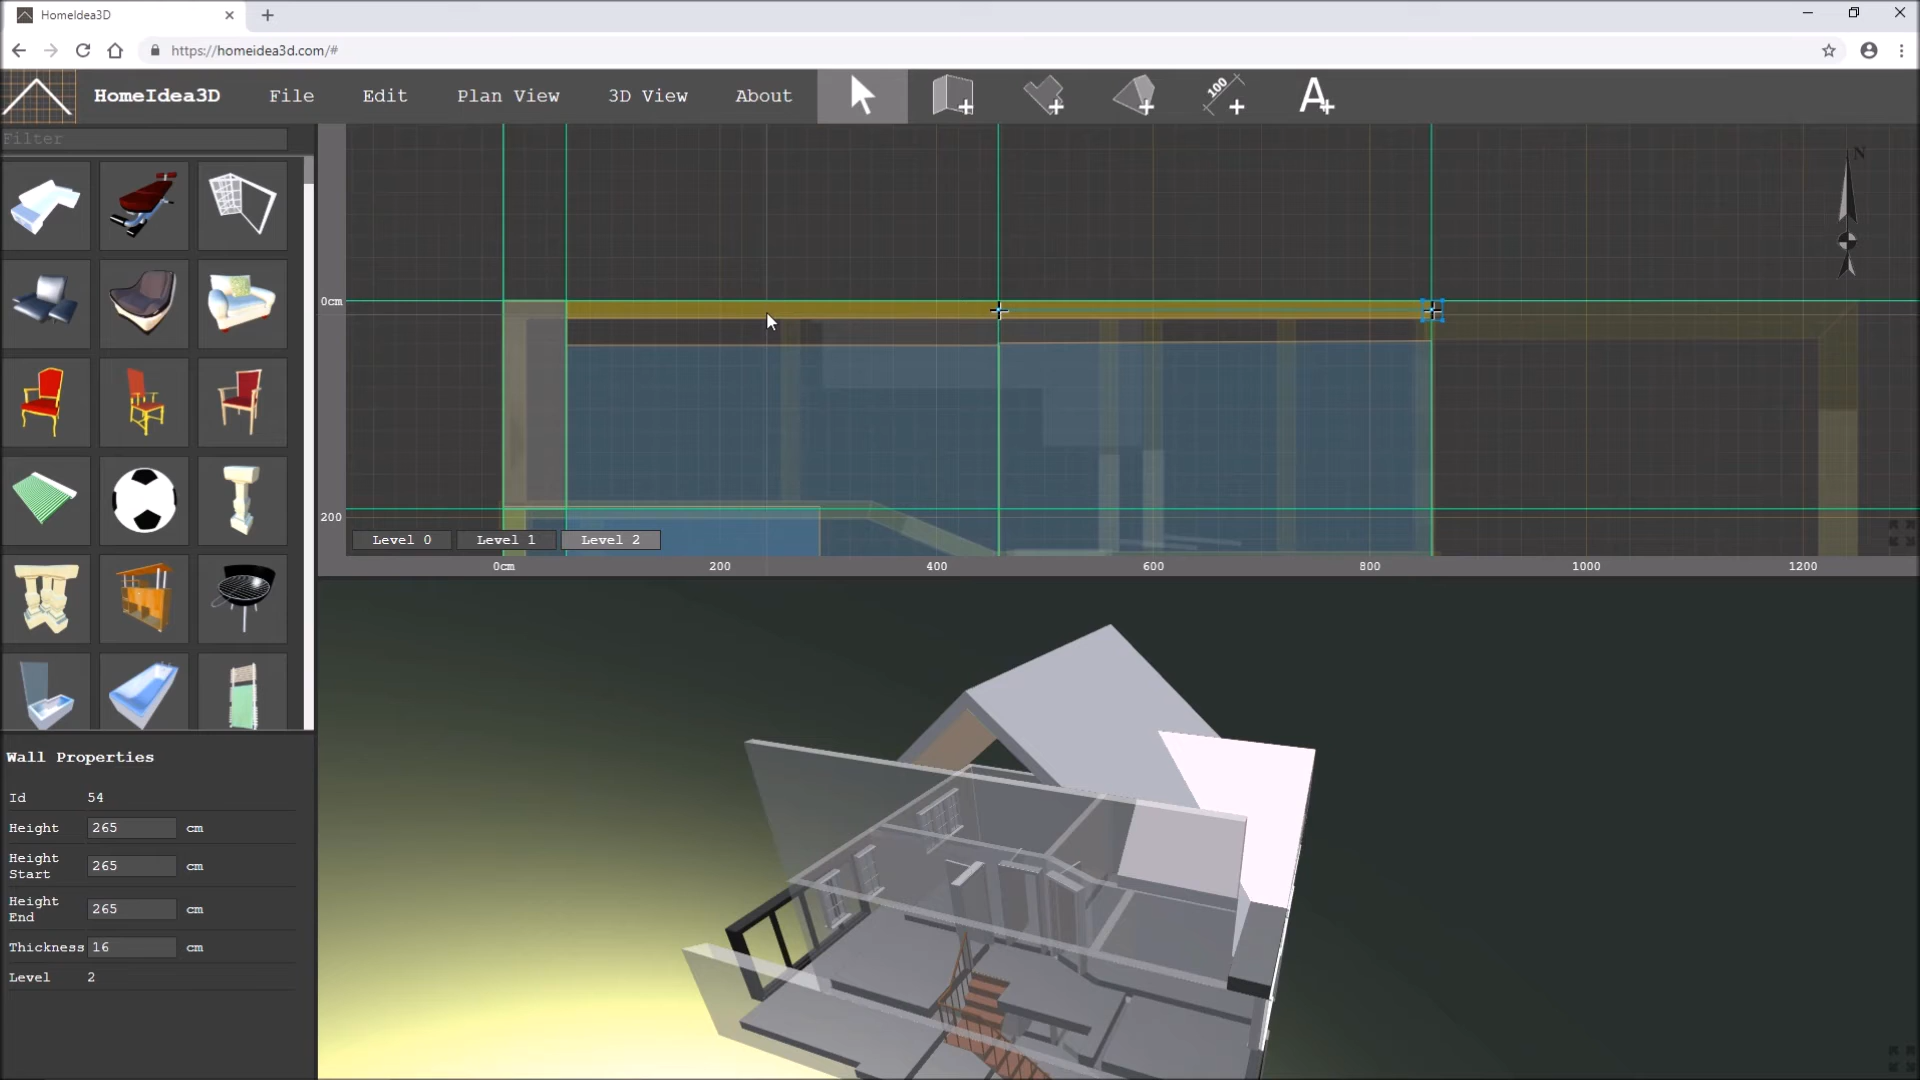 HomeIdea3D
https://homeidea3d.com/#
HomeIdea3D File Edit Plan View 3D View About 100 A
Filter
N
0cm
200
Level 0 Level 1 Level 2
0cm 200 400 600 800 1000 1200
Wall Properties
Id 54
Height 265 cm
Height Start 265 cm
Height End 265 cm
Thickness 16 cm
Level 2